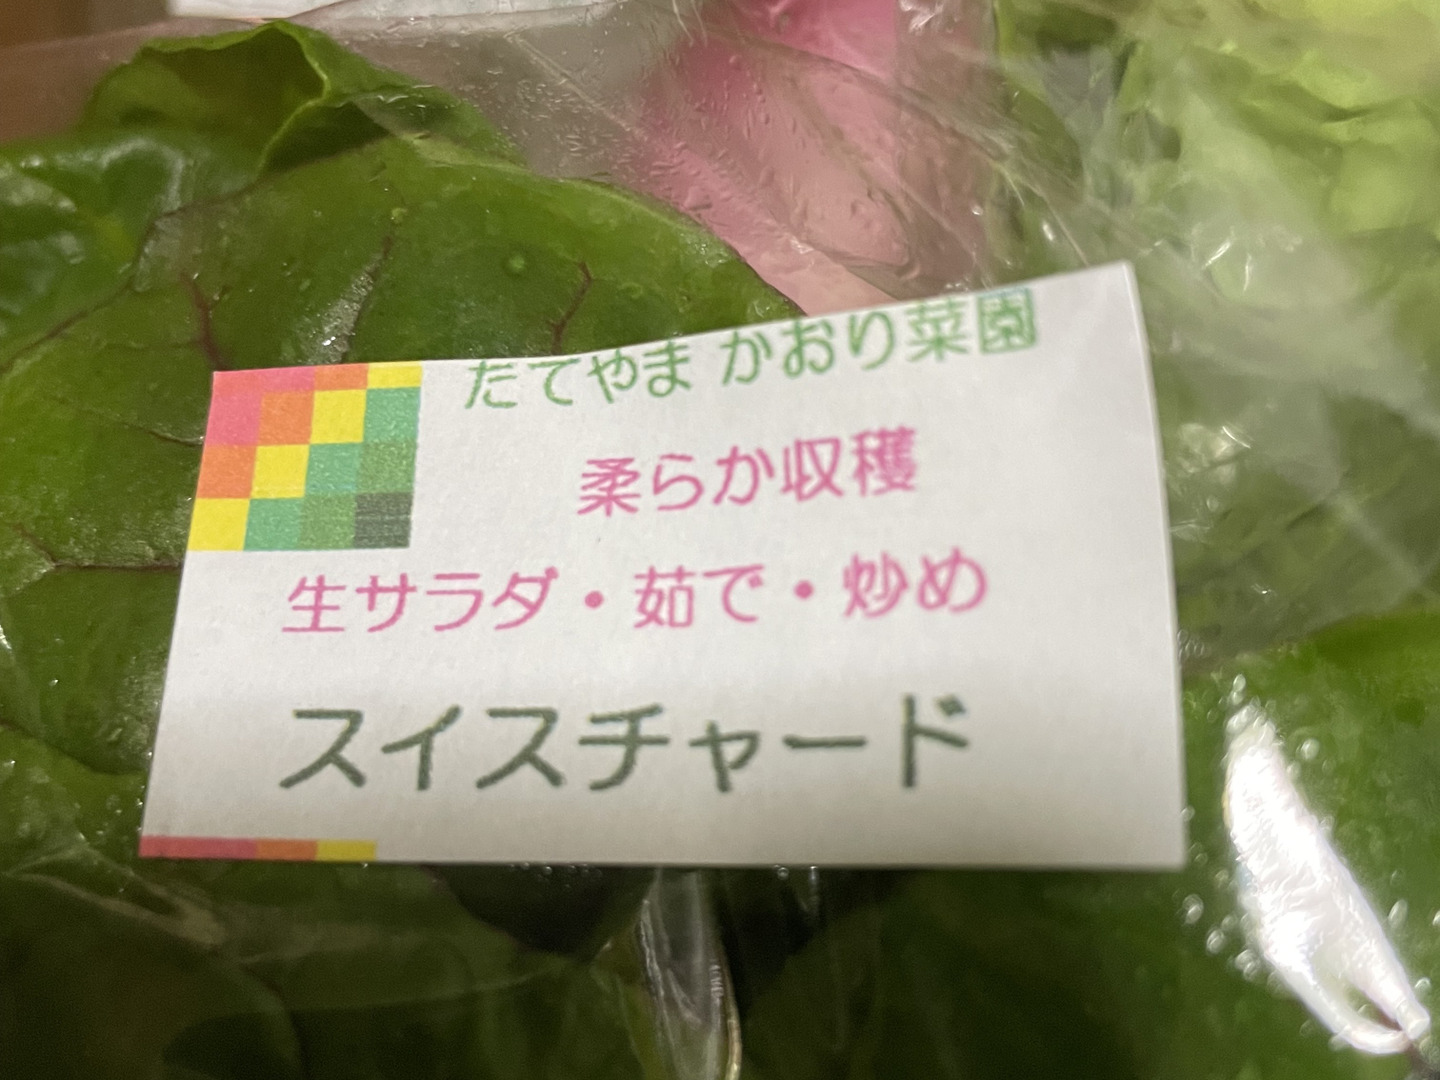 たてやま かおり菜園
柔らか収穫
生サラダ・茹で・炒め
スイスチャード